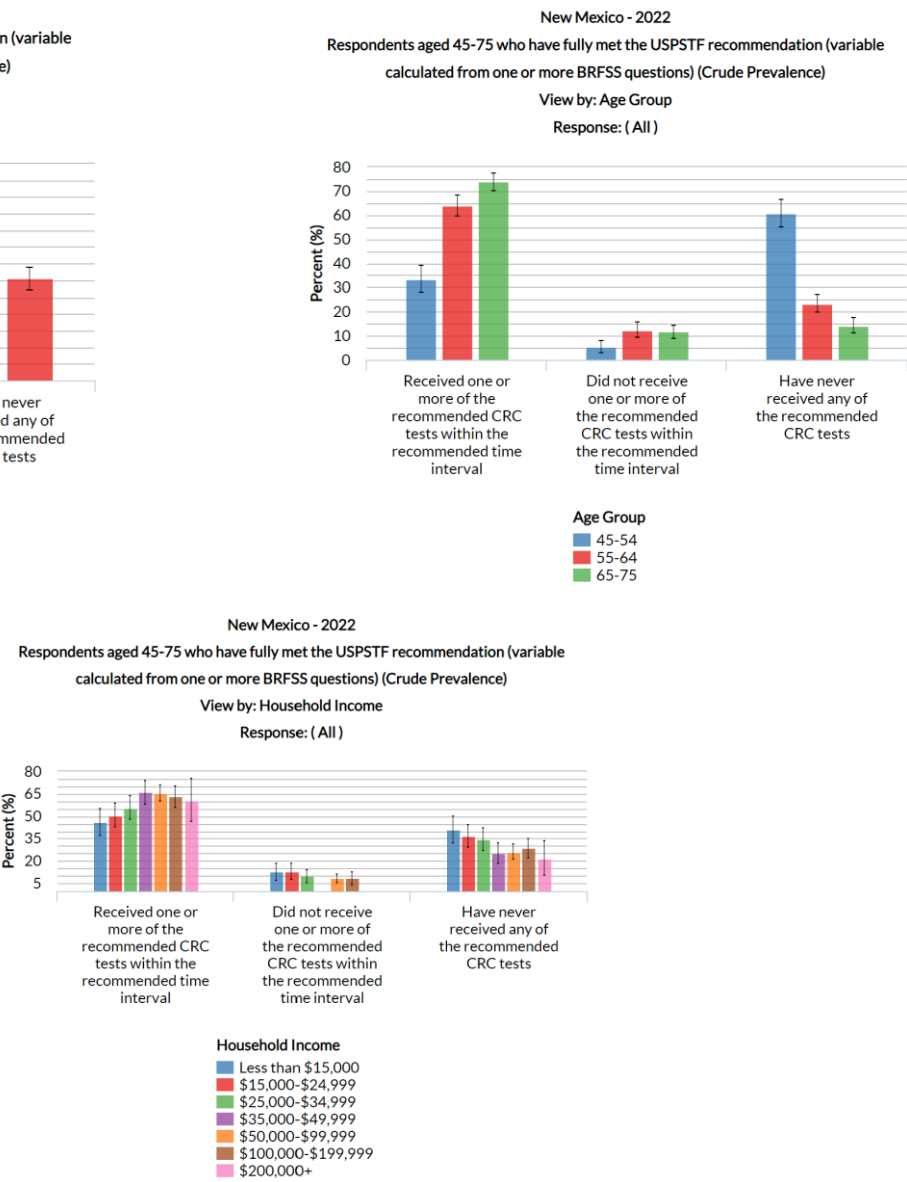 n (variable
e)
never
d any of
mmended
tests
New Mexico - 2022
Respondents aged 45-75 who have fully met the USPSTF recommendation (variable
calculated from one or more BRFSS questions) (Crude Prevalence)
View by: Age Group
Response: ( All )
Percent (%)
80
70
60
50
40
30
20
10
0
Received one or
more of the
recommended CRC
tests within the
recommended time
interval
Did not receive
one or more of
the recommended
CRC tests within
the recommended
time interval
Have never
received any of
the recommended
CRC tests
Age Group
45-54
55-64
65-75
New Mexico - 2022
Respondents aged 45-75 who have fully met the USPSTF recommendation (variable
calculated from one or more BRFSS questions) (Crude Prevalence)
View by: Household Income
Response: ( All )
Percent (%)
80
65
50
35
20
5
Received one or
more of the
recommended CRC
tests within the
recommended time
interval
Did not receive
one or more of
the recommended
CRC tests within
the recommended
time interval
Have never
received any of
the recommended
CRC tests
Household Income
Less than $15,000
$15,000-$24,999
$25,000-$34,999
$35,000-$49,999
$50,000-$99,999
$100,000-$199,999
$200,000+